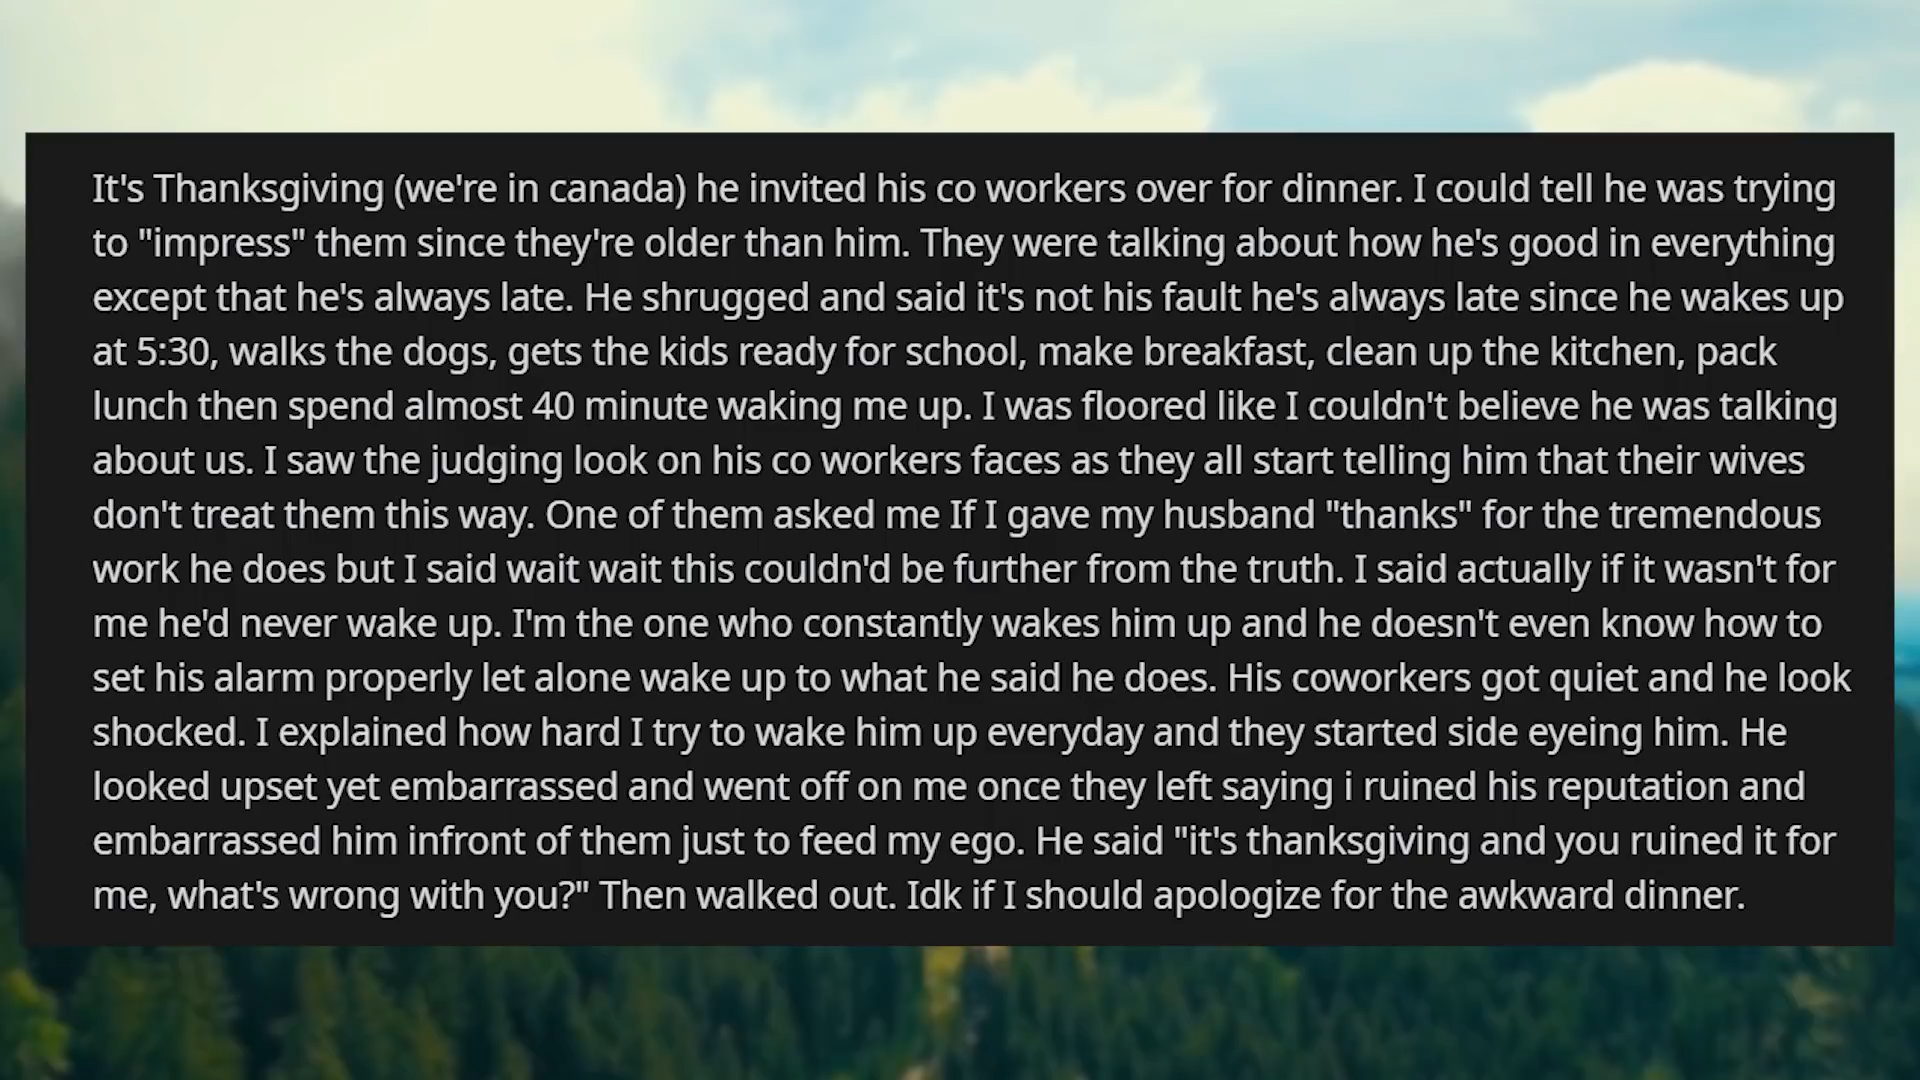 It's Thanksgiving (we're in canada) he invited his co workers over for dinner. I could tell he was trying
to "impress" them since they're older than him. They were talking about how he's good in everything
except that he's always late. He shrugged and said it's not his fault he's always late since he wakes up
at 5:30, walks the dogs, gets the kids ready for school, make breakfast, clean up the kitchen, pack
lunch then spend almost 40 minute waking me up. I was floored like I couldn't believe he was talking
about us. I saw the judging look on his co workers faces as they all start telling him that their wives
don't treat them this way. One of them asked me If I gave my husband "thanks" for the tremendous
work he does but I said wait wait this couldn'd be further from the truth. I said actually if it wasn't for
me he'd never wake up. I'm the one who constantly wakes him up and he doesn't even know how to
set his alarm properly let alone wake up to what he said he does. His coworkers got quiet and he look
shocked. I explained how hard I try to wake him up everyday and they started side eyeing him. He
looked upset yet embarrassed and went off on me once they left saying i ruined his reputation and
embarrassed him infront of them just to feed my ego. He said "it's thanksgiving and you ruined it for
me, what's wrong with you?" Then walked out. Idk if I should apologize for the awkward dinner.